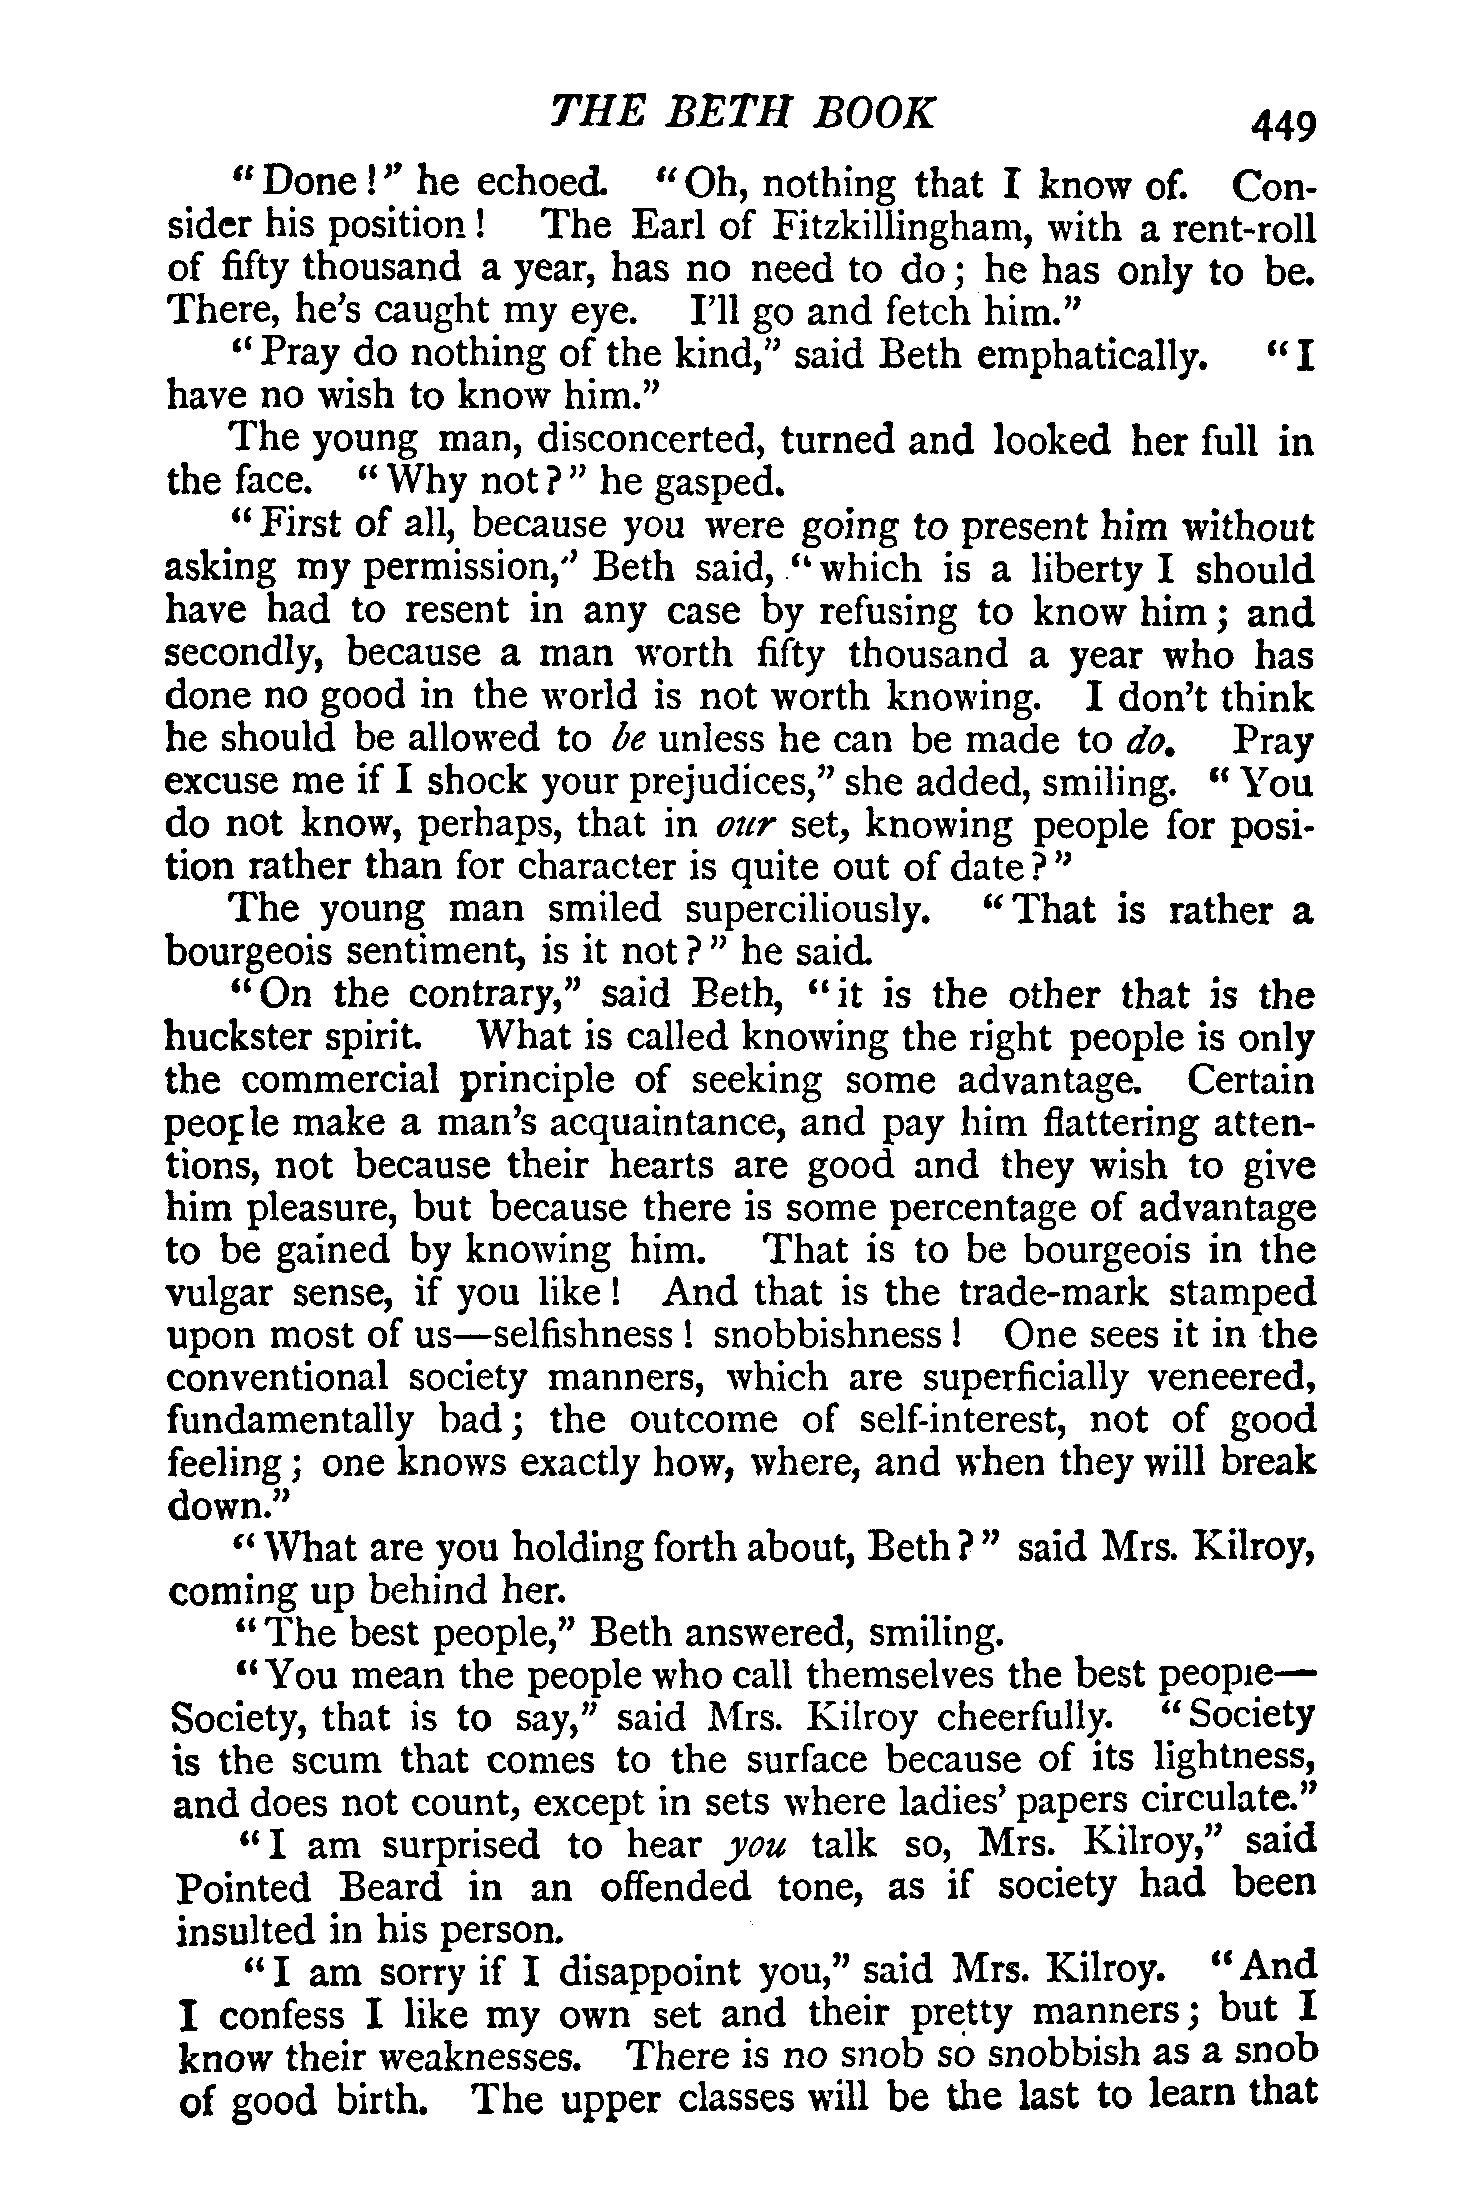 THE BETH BOOK 449
"Done!" he echoed. "Oh, nothing that I know of. Con-
sider his position! The Earl of Fitzkillingham, with a rent-roll
of fifty thousand a year, has no need to do; he has only to be.
There, he's caught my eye. I'll go and fetch him."
"Pray do nothing of the kind," said Beth emphatically. "I
have no wish to know him."
The young man, disconcerted, turned and looked her full in
the face. "Why not?" he gasped.
"First of all, because you were going to present him without
asking my permission," Beth said, "which is a liberty I should
have had to resent in any case by refusing to know him; and
secondly, because a man worth fifty thousand a year who has
done no good in the world is not worth knowing. I don't think
he should be allowed to be unless he can be made to do. Pray
excuse me if I shock your prejudices," she added, smiling. "You
do not know, perhaps, that in our set, knowing people for posi-
tion rather than for character is quite out of date?"
The young man smiled superciliously. "That is rather a
bourgeois sentiment, is it not?" he said.
"On the contrary," said Beth, "it is the other that is the
huckster spirit. What is called knowing the right people is only
the commercial principle of seeking some advantage. Certain
people make a man's acquaintance, and pay him flattering atten-
tions, not because their hearts are good and they wish to give
him pleasure, but because there is some percentage of advantage
to be gained by knowing him. That is to be bourgeois in the
vulgar sense, if you like! And that is the trade-mark stamped
upon most of us—selfishness! snobbishness! One sees it in the
conventional society manners, which are superficially veneered,
fundamentally bad; the outcome of self-interest, not of good
feeling; one knows exactly how, where, and when they will break
down."
"What are you holding forth about, Beth?" said Mrs. Kilroy,
coming up behind her.
"The best people," Beth answered, smiling.
"You mean the people who call themselves the best people—
Society, that is to say," said Mrs. Kilroy cheerfully. "Society
is the scum that comes to the surface because of its lightness,
and does not count, except in sets where ladies' papers circulate."
"I am surprised to hear you talk so, Mrs. Kilroy," said
Pointed Beard in an offended tone, as if society had been
insulted in his person.
"I am sorry if I disappoint you," said Mrs. Kilroy. "And
I confess I like my own set and their pretty manners; but I
know their weaknesses. There is no snob so snobbish as a snob
of good birth. The upper classes will be the last to learn that